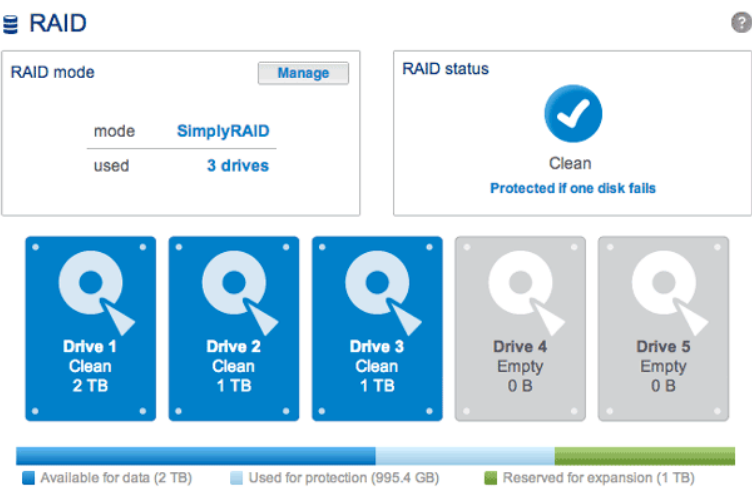 RAID
?
RAID mode
Manage
mode SimplyRAID
used 3 drives
RAID status
Clean
Protected if one disk fails
Drive 1
Clean
2 TB
Drive 2
Clean
1 TB
Drive 3
Clean
1 TB
Drive 4
Empty
0 B
Drive 5
Empty
0 B
Available for data (2 TB)
Used for protection (995.4 GB)
Reserved for expansion (1 TB)